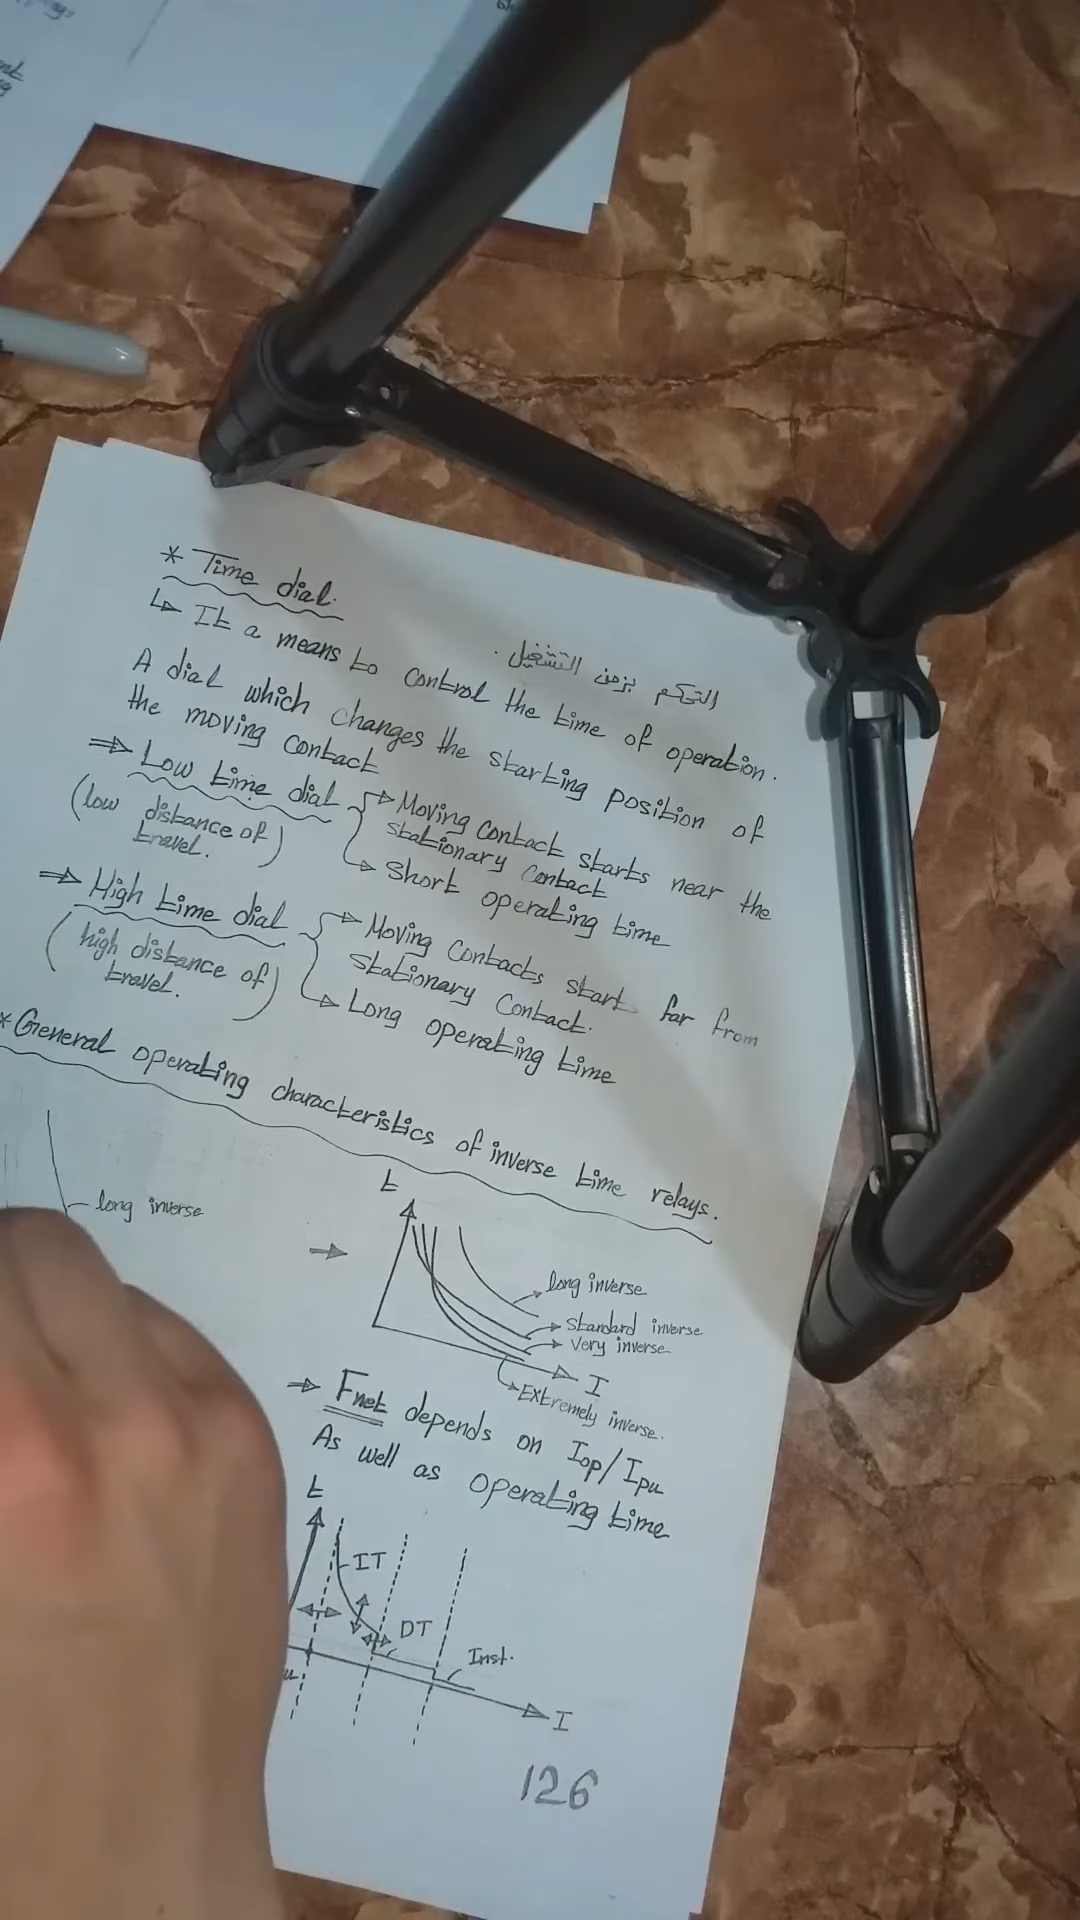 * Time dial.
↳ It a means to control the time of operation.
التحكم بزمن التشغيل .
A dial which changes the starting position of
the moving contact
⇒ Low time dial
(low distance of
travel.)
→ Moving contact starts near the
stationary contact
→ Short operating time
⇒ High time dial
(high distance of
travel.)
→ Moving contacts start far from
stationary contact.
→ Long operating time
* General operating characteristics of inverse time relays.
long inverse
→
t
long inverse
Standard inverse
Very inverse
I
Extremely inverse.
⇒ Fnet depends on Iop/Ipu
As well as operating time
t
IT
DT
Inst.
I
126